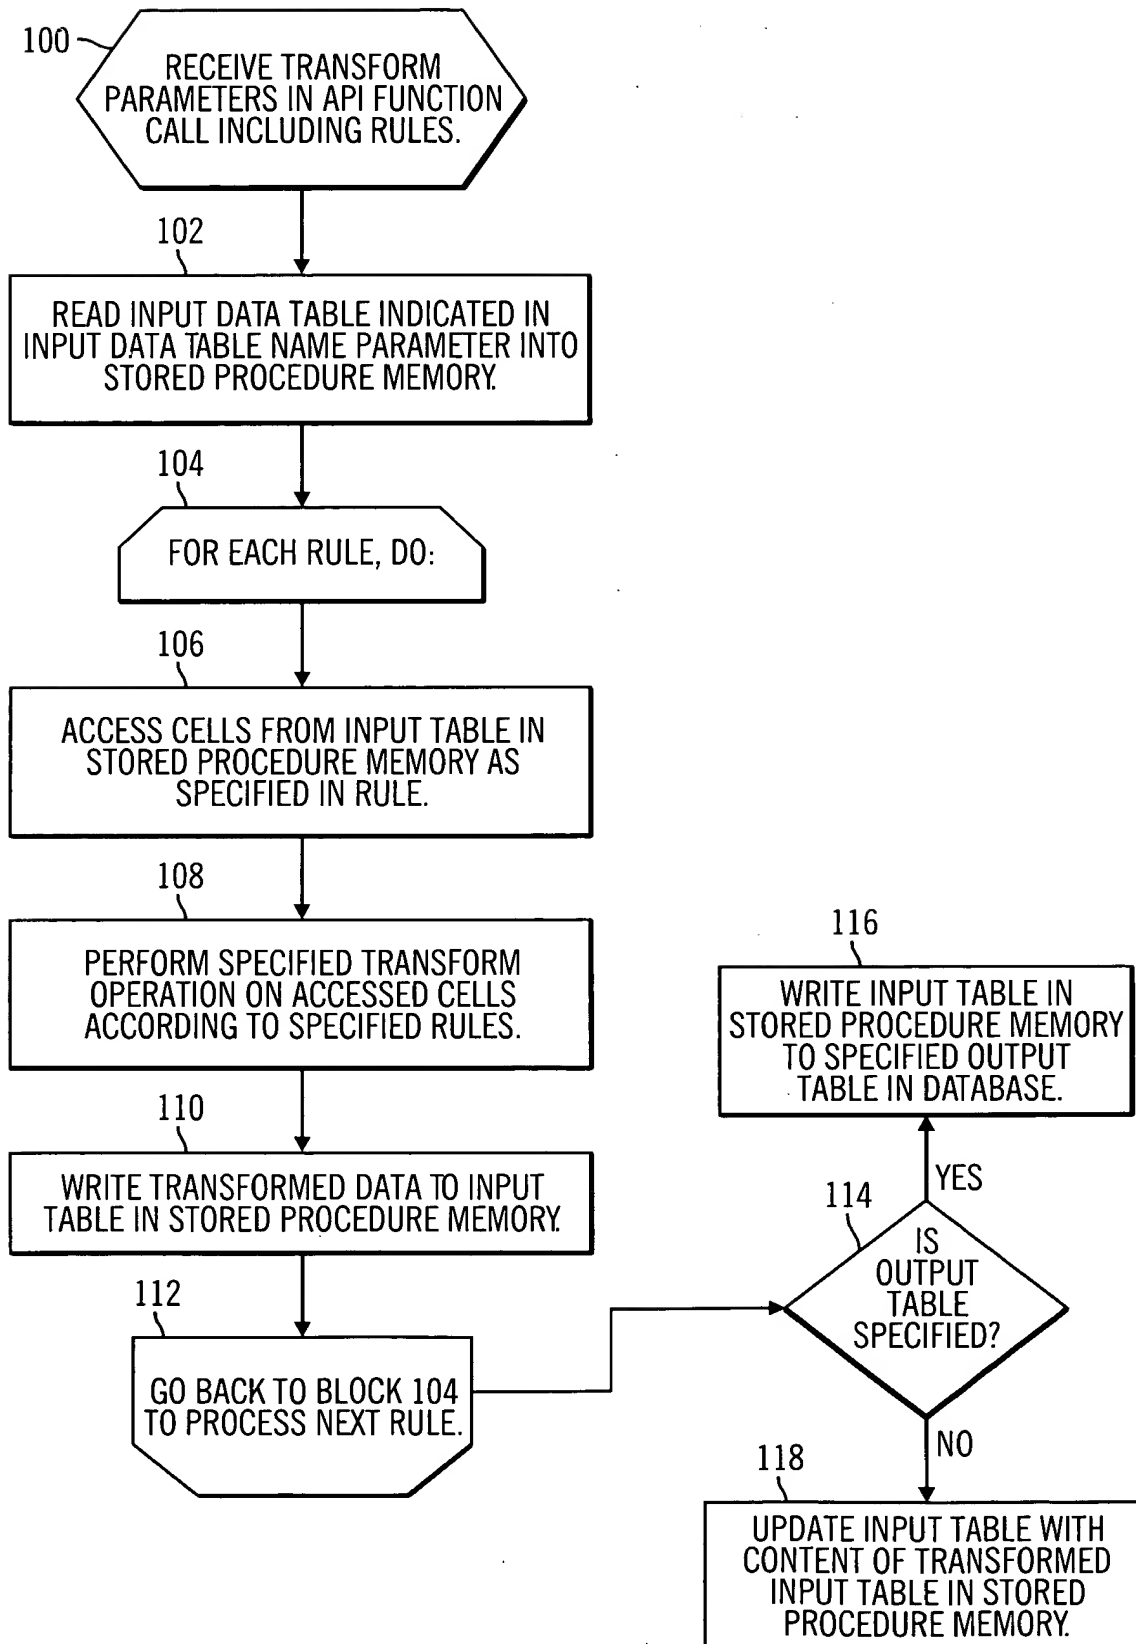 100
RECEIVE TRANSFORM
PARAMETERS IN API FUNCTION
CALL INCLUDING RULES.
102
READ INPUT DATA TABLE INDICATED IN
INPUT DATA TABLE NAME PARAMETER INTO
STORED PROCEDURE MEMORY.
104
FOR EACH RULE, DO:
106
ACCESS CELLS FROM INPUT TABLE IN
STORED PROCEDURE MEMORY AS
SPECIFIED IN RULE.
108
PERFORM SPECIFIED TRANSFORM
OPERATION ON ACCESSED CELLS
ACCORDING TO SPECIFIED RULES.
110
WRITE TRANSFORMED DATA TO INPUT
TABLE IN STORED PROCEDURE MEMORY.
112
GO BACK TO BLOCK 104
TO PROCESS NEXT RULE.
114
IS
OUTPUT
TABLE
SPECIFIED?
YES
116
WRITE INPUT TABLE IN
STORED PROCEDURE MEMORY
TO SPECIFIED OUTPUT
TABLE IN DATABASE.
NO
118
UPDATE INPUT TABLE WITH
CONTENT OF TRANSFORMED
INPUT TABLE IN STORED
PROCEDURE MEMORY.